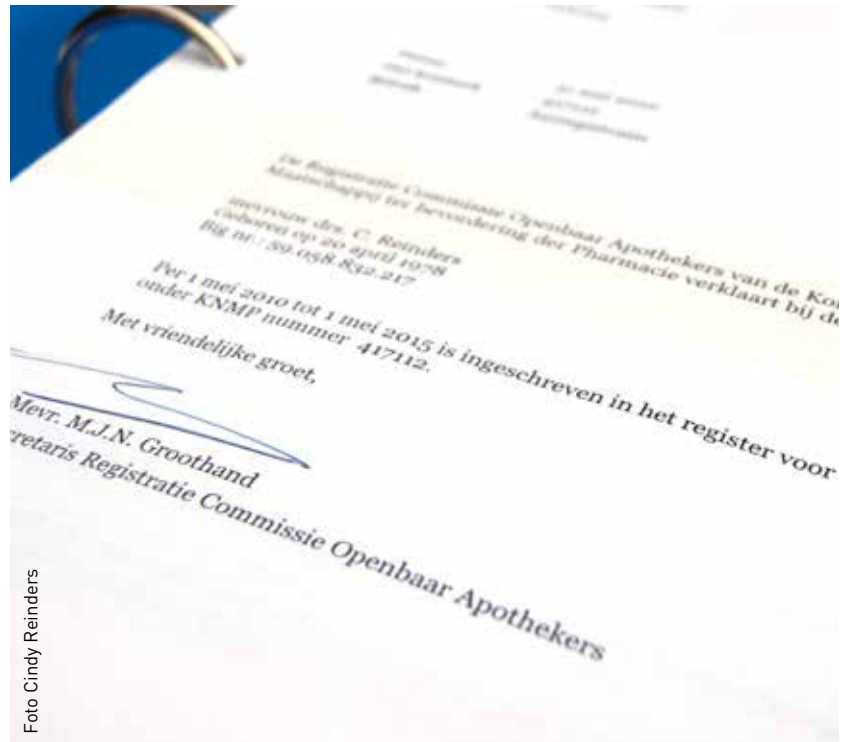 De Registratie Commissie Openbaar Apothekers van de Ko
Maatschappij ter bevordering der Pharmacie verklaart bij de
mevrouw drs. C. Reinders
Geboren op 20 april 1978
Big nr.: 59.058.832.217
Per 1 mei 2010 tot 1 mei 2015 is ingeschreven in het register voor
onder KNMP nummer 417112.
Met vriendelijke groet,
Mevr. M.J.N. Groothand
cretaris Registratie Commissie Openbaar Apothekers
Foto Cindy Reinders